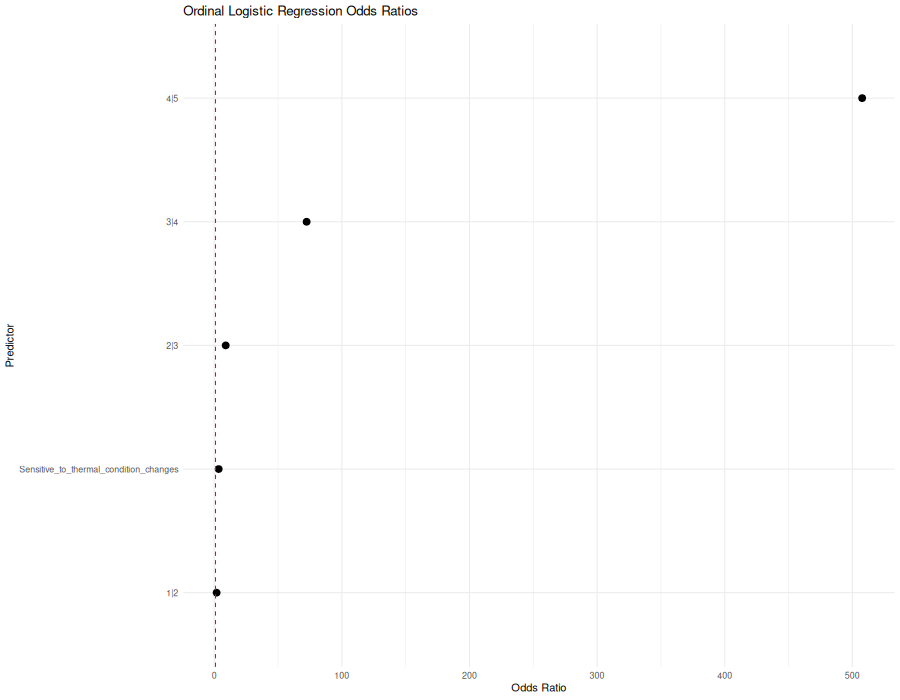 Ordinal Logistic Regression Odds Ratios
4|5
3|4
2|3
Sensitive_to_thermal_condition_changes
1|2
Predictor
0 100 200 300 400 500
Odds Ratio